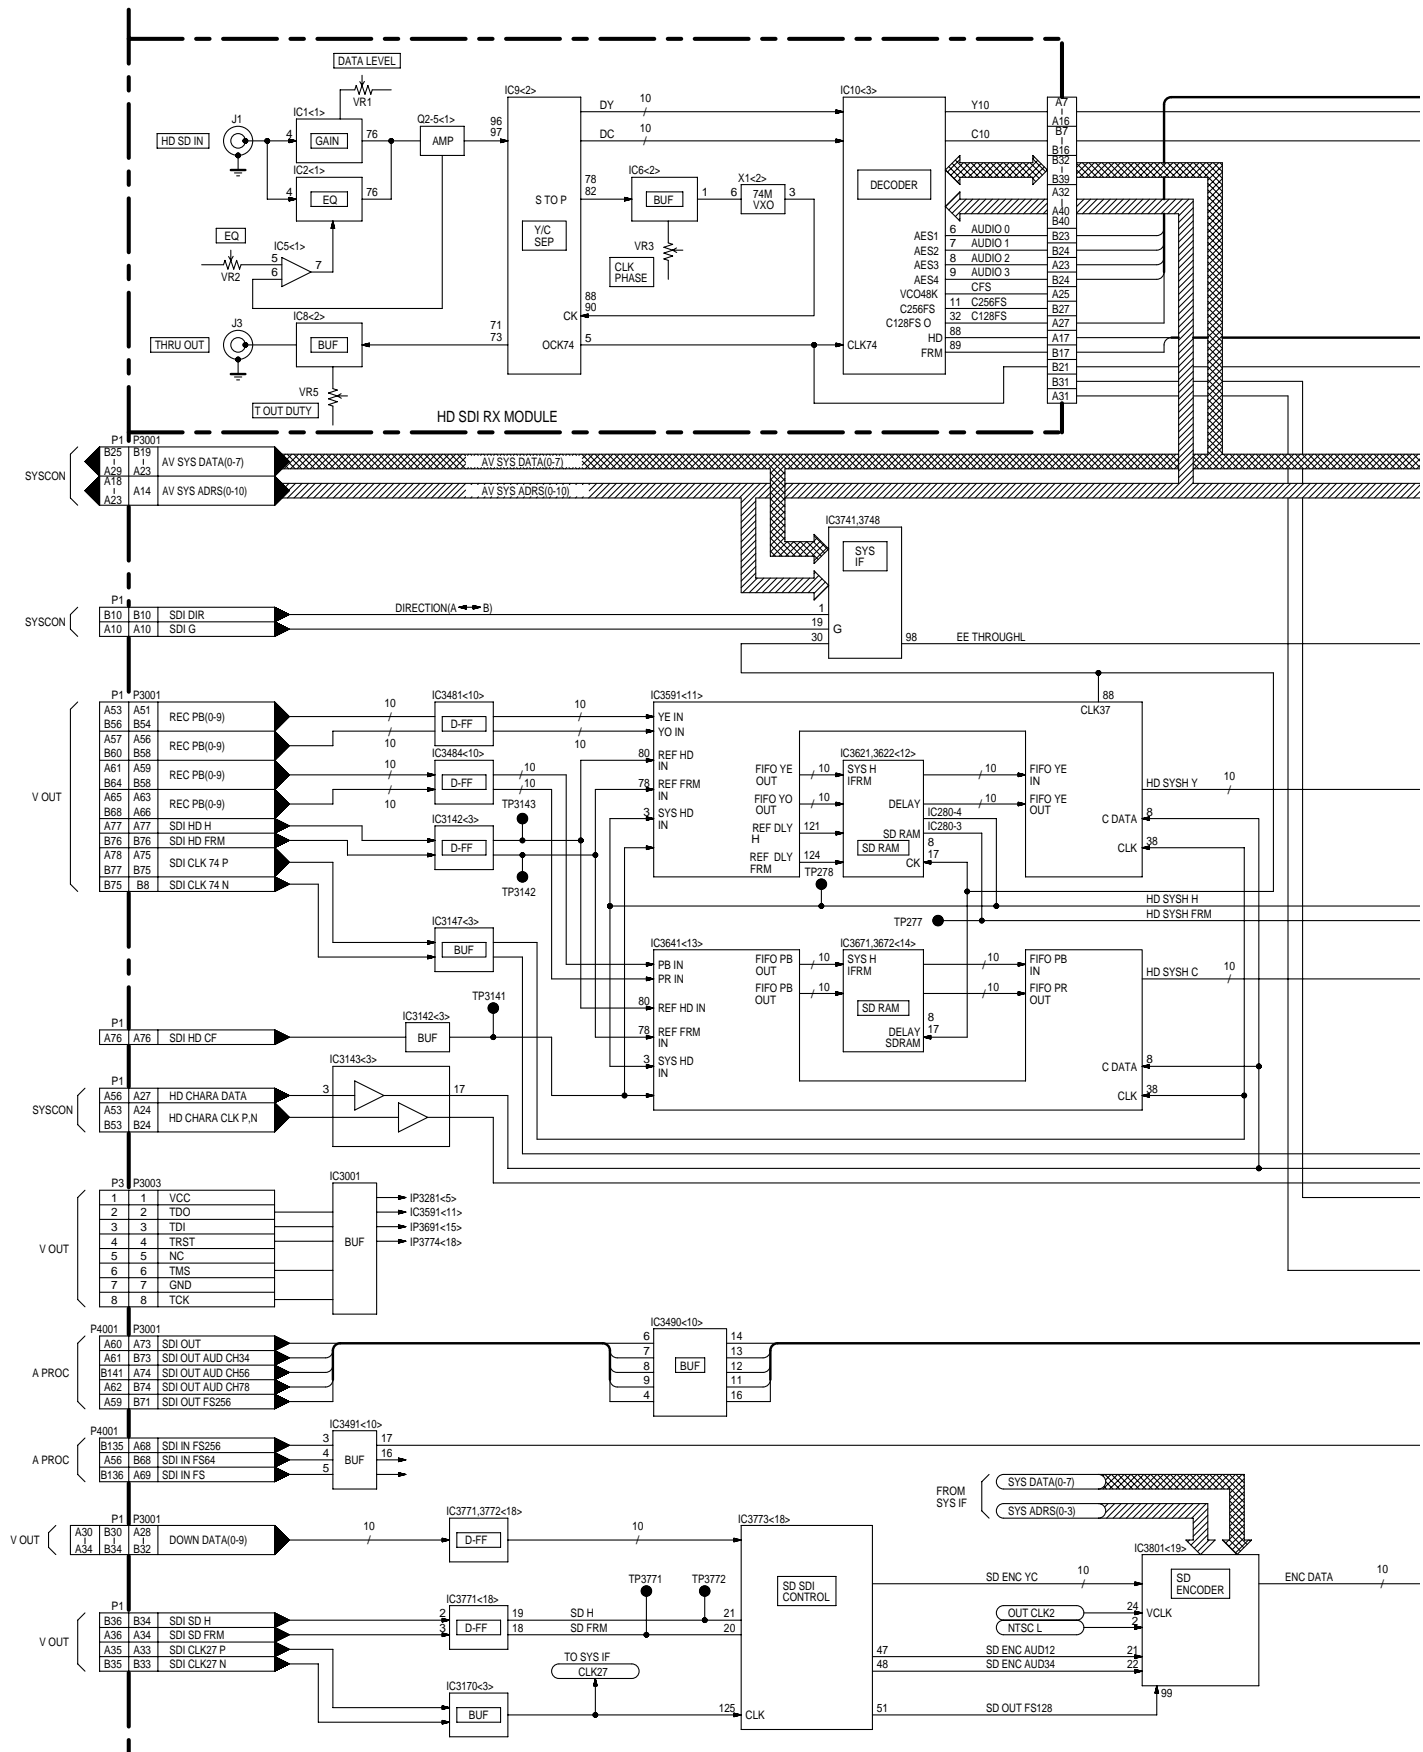 DATA LEVEL
VR1
J1
HD SD IN
IC1<1>
4 GAIN 76
IC2<1>
4 EQ 76
Q2-5<1>
AMP
96
97
EQ
VR2
IC5<1>
5
6
7
J3
THRU OUT
IC8<2>
BUF
VR5
T OUT DUTY
71
73
IC9<2>
S TO P
Y/C
SEP
CK
OCK74
DY 10
DC 10
78
82
IC6<2>
BUF
1 6
X1<2>
74M
VXO
3
VR3
CLK
PHASE
88
90
5
IC10<3>
DECODER
CLK74
AES1 6 AUDIO 0
AES2 7 AUDIO 1
AES3 8 AUDIO 2
AES4 9 AUDIO 3
VCO48K CFS
C256FS 11 C256FS
C128FS O 32 C128FS
HD 88
FRM 89
Y10
C10
A7
A16
B7
B16
B32
B39
A32
A40
B40
B23
B24
A23
B24
A25
B27
A27
A17
B17
B21
B31
A31
HD SDI RX MODULE
P1 P3001
SYSCON
B25 B19
A29 A23
AV SYS DATA(0-7)
AV SYS DATA(0-7)
A18
A23
A14
AV SYS ADRS(0-10)
AV SYS ADRS(0-10)
IC3741,3748
SYS
IF
1
19 G
30
98 EE THROUGHL
P1
SYSCON
B10 B10 SDI DIR
A10 A10 SDI G
DIRECTION(A B)
P1 P3001
V OUT
A53 A51
B56 B54
REC PB(0-9)
A57 A56
B60 B58
REC PB(0-9)
A61 A59
B64 B58
REC PB(0-9)
A65 A63
B68 A66
REC PB(0-9)
A77 A77 SDI HD H
B76 B76 SDI HD FRM
A78 A75
B77 B75
SDI CLK 74 P
B75 B8 SDI CLK 74 N
10
10
10
10
IC3481<10>
D-FF
10
10
IC3484<10>
D-FF
10
10
TP3143
IC3142<3>
D-FF
TP3142
IC3147<3>
BUF
IC3591<11>
YE IN
YO IN
80 REF HD
IN
78 REF FRM
IN
3 SYS HD
IN
FIFO YE
OUT
10
FIFO YO
OUT
10
REF DLY
H
121
REF DLY
FRM
124
IC3621,3622<12>
SYS H
IFRM
DELAY
SD RAM
SD RAM
CK
10
10
IC280-4
IC280-3
8
17
FIFO YE
IN
FIFO YE
OUT
88
CLK37
C DATA 8
CLK 38
HD SYSH Y 10
TP278
HD SYSH H
TP277
HD SYSH FRM
IC3641<13>
PB IN
PR IN
80 REF HD IN
78 REF FRM
IN
3 SYS HD
IN
FIFO PB
OUT
10
FIFO PB
OUT
10
IC3671,3672<14>
SYS H
IFRM
SD RAM
DELAY
SDRAM
10
10
8
17
FIFO PB
IN
FIFO PR
OUT
C DATA 8
CLK 38
HD SYSH C 10
P1
A76 A76 SDI HD CF
IC3142<3>
BUF
TP3141
IC3143<3>
3 17
P1
SYSCON
A56 A27 HD CHARA DATA
A53 A24
B53 B24
HD CHARA CLK P,N
P3 P3003
V OUT
1 1 VCC
2 2 TDO
3 3 TDI
4 4 TRST
5 5 NC
6 6 TMS
7 7 GND
8 8 TCK
IC3001
BUF
IP3281<5>
IC3591<11>
IP3691<15>
IP3774<18>
P4001 P3001
A PROC
A60 A73 SDI OUT
A61 B73 SDI OUT AUD CH34
B141 A74 SDI OUT AUD CH56
A62 B74 SDI OUT AUD CH78
A59 B71 SDI OUT FS256
IC3490<10>
BUF
6 14
7 13
8 12
9 11
4 16
P4001
A PROC
B135 A68 SDI IN FS256
A56 B68 SDI IN FS64
B136 A69 SDI IN FS
IC3491<10>
BUF
3 17
4 16
5
P1 P3001
V OUT
A30 B30 A28
A34 B34 B32
DOWN DATA(0-9)
10
IC3771,3772<18>
D-FF
10
P1
V OUT
B36 B34 SDI SD H
A36 A34 SDI SD FRM
A35 A33 SDI CLK27 P
B35 B33 SDI CLK27 N
IC3771<18>
2 D-FF 19 SD H 21
3 18 SD FRM 20
TP3771
TP3772
TO SYS IF
CLK27
IC3170<3>
BUF
125 CLK
IC3773<18>
SD SDI
CONTROL
SD ENC YC 10
47 SD ENC AUD12 21
48 SD ENC AUD34 22
51 SD OUT FS128 99
FROM
SYS IF
SYS DATA(0-7)
SYS ADRS(0-3)
OUT CLK2 24 VCLK
NTSC L 2
IC3801<19>
SD
ENCODER
ENC DATA 10